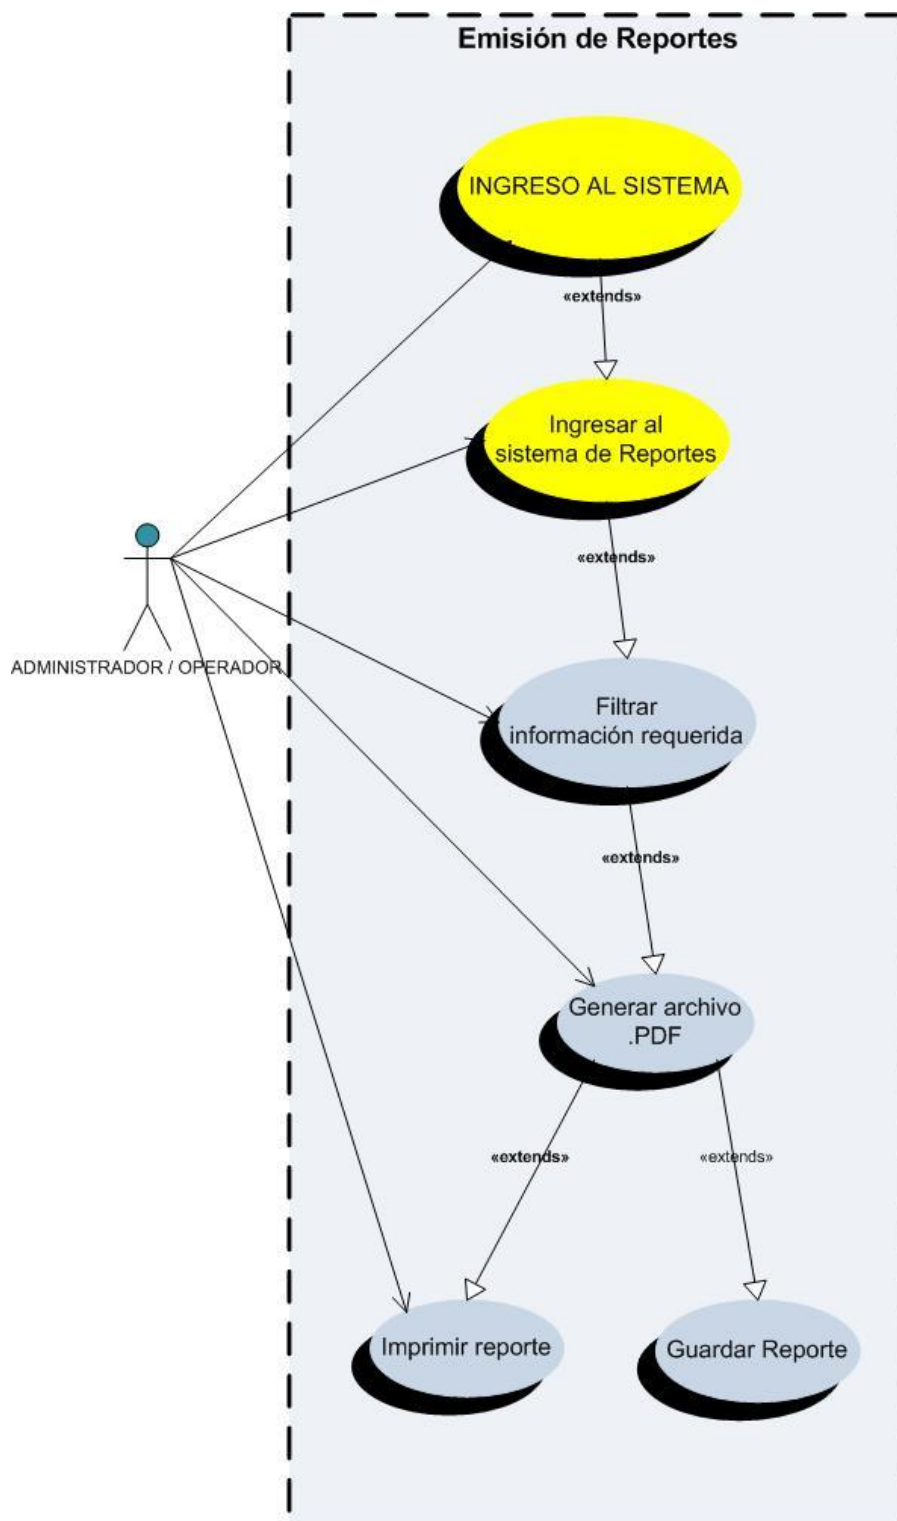 Emisión de Reportes
INGRESO AL SISTEMA
«extends»
Ingresar al
sistema de Reportes
«extends»
ADMINISTRADOR / OPERADOR
Filtrar
información requerida
«extends»
Generar archivo
.PDF
«extends»
«extends»
Imprimir reporte
Guardar Reporte